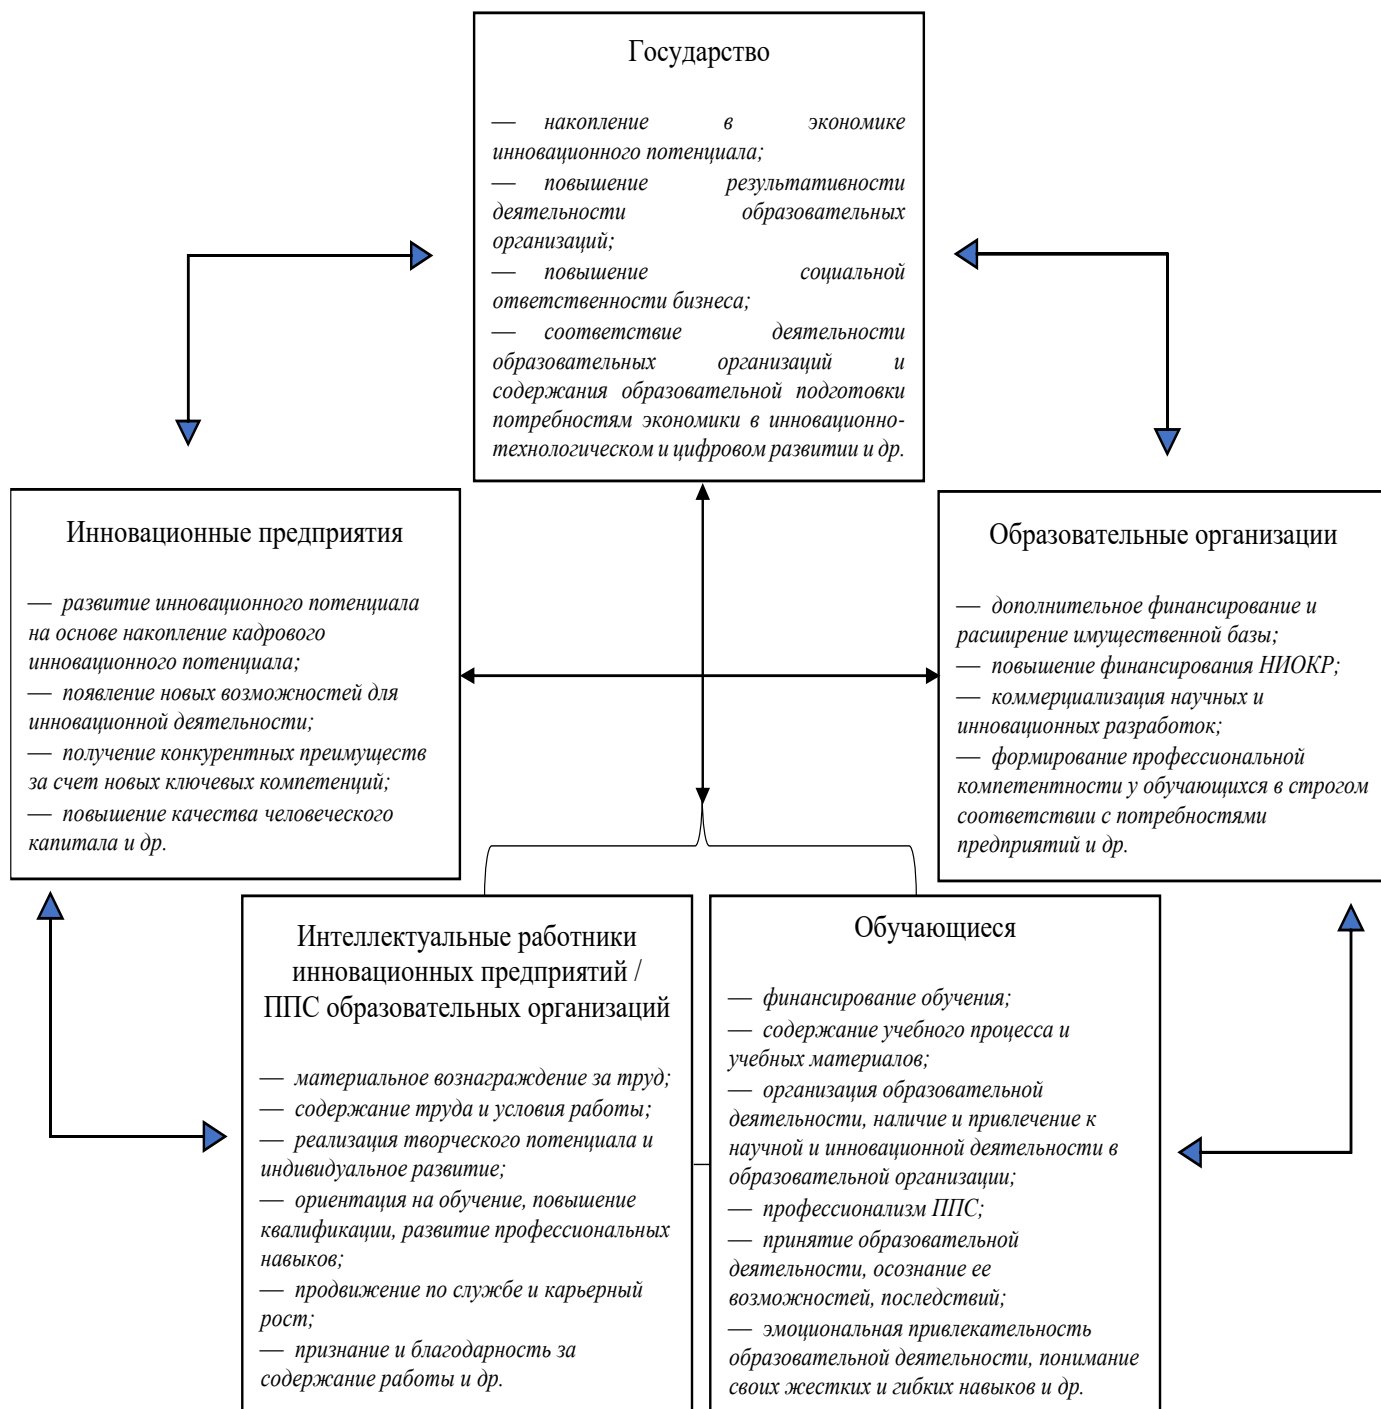 Государство
— накопление в экономике
инновационного потенциала;
— повышение результативности
деятельности образовательных
организаций;
— повышение социальной
ответственности бизнеса;
— соответствие деятельности
образовательных организаций и
содержания образовательной подготовки
потребностям экономики в инновационно-
технологическом и цифровом развитии и др.
Инновационные предприятия
— развитие инновационного потенциала
на основе накопление кадрового
инновационного потенциала;
— появление новых возможностей для
инновационной деятельности;
— получение конкурентных преимуществ
за счет новых ключевых компетенций;
— повышение качества человеческого
капитала и др.
Образовательные организации
— дополнительное финансирование и
расширение имущественной базы;
— повышение финансирования НИОКР;
— коммерциализация научных и
инновационных разработок;
— формирование профессиональной
компетентности у обучающихся в строгом
соответствии с потребностями
предприятий и др.
Интеллектуальные работники
инновационных предприятий /
ППС образовательных организаций
— материальное вознаграждение за труд;
— содержание труда и условия работы;
— реализация творческого потенциала и
индивидуальное развитие;
— ориентация на обучение, повышение
квалификации, развитие профессиональных
навыков;
— продвижение по службе и карьерный
рост;
— признание и благодарность за
содержание работы и др.
Обучающиеся
— финансирование обучения;
— содержание учебного процесса и
учебных материалов;
— организация образовательной
деятельности, наличие и привлечение к
научной и инновационной деятельности в
образовательной организации;
— профессионализм ППС;
— принятие образовательной
деятельности, осознание ее
возможностей, последствий;
— эмоциональная привлекательность
образовательной деятельности, понимание
своих жестких и гибких навыков и др.